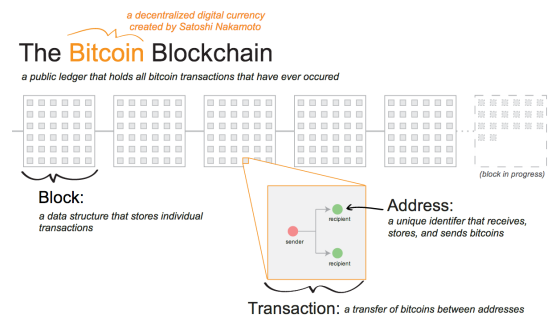 a decentralized digital currency
created by Satoshi Nakamoto
The Bitcoin Blockchain
a public ledger that holds all bitcoin transactions that have ever occured
(block in progress)
Block:
a data structure that stores individual
transactions
Address:
a unique identifer that receives,
stores, and sends bitcoins
recipient
sender
recipient
Transaction: a transfer of bitcoins between addresses